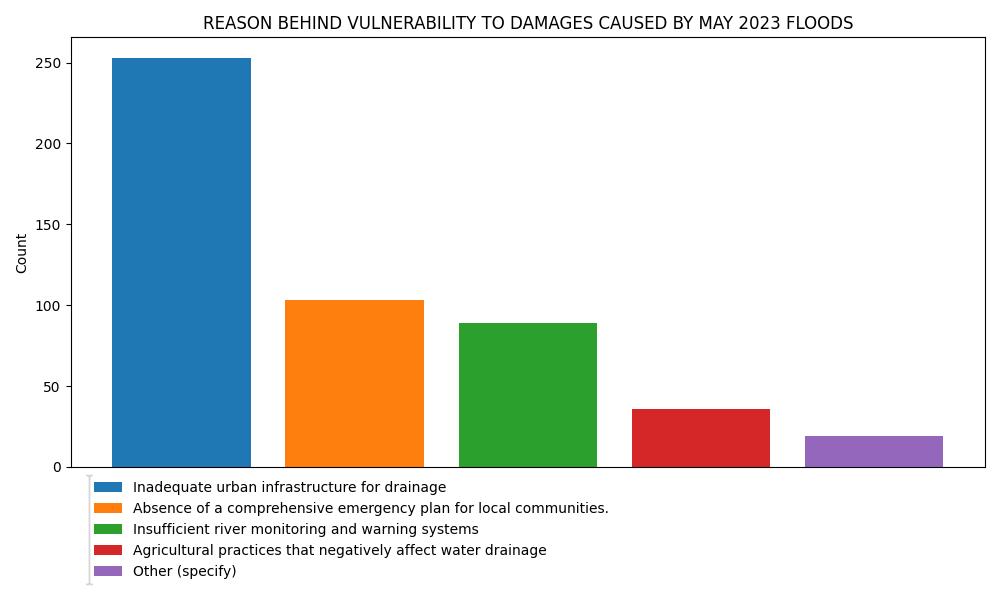 REASON BEHIND VULNERABILITY TO DAMAGES CAUSED BY MAY 2023 FLOODS
250
200
150
100
50
0
Count
Inadequate urban infrastructure for drainage
Absence of a comprehensive emergency plan for local communities.
Insufficient river monitoring and warning systems
Agricultural practices that negatively affect water drainage
Other (specify)